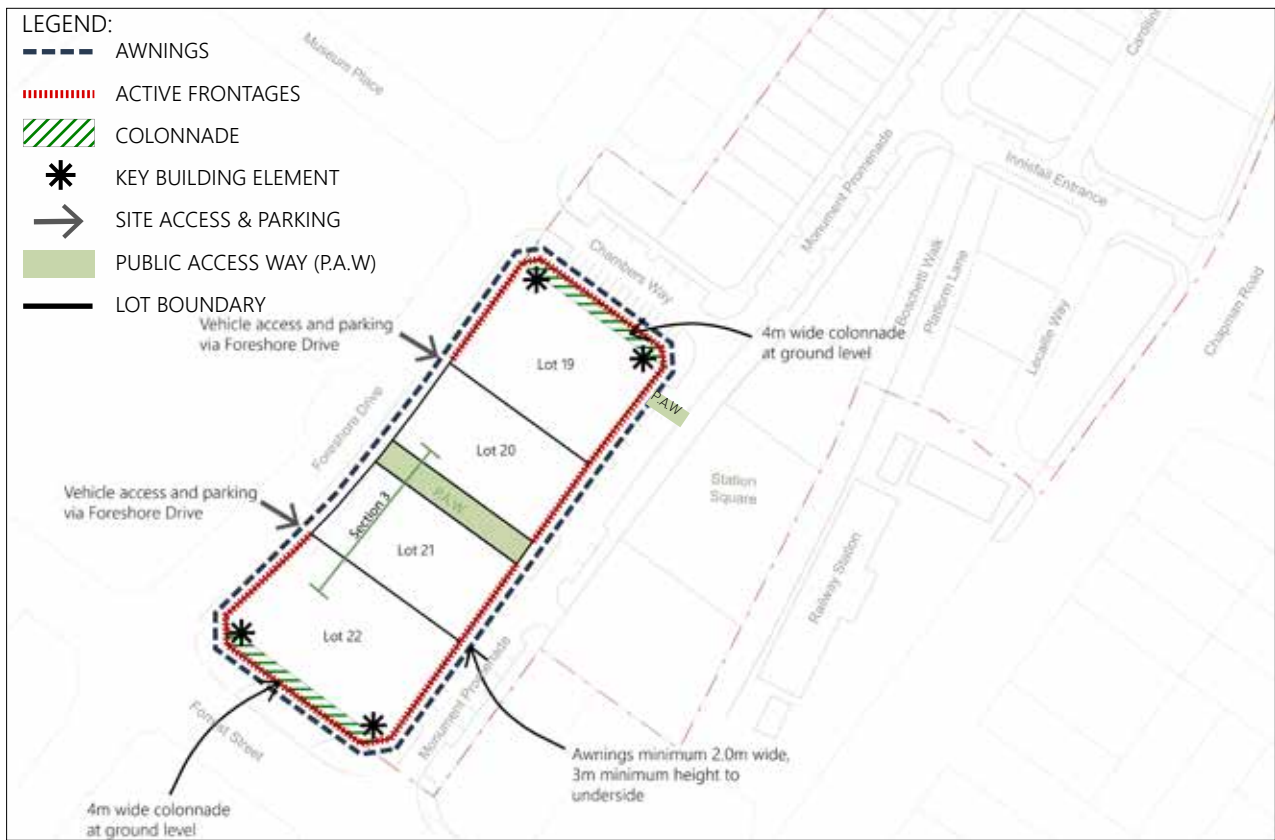 LEGEND:
AWNINGS
ACTIVE FRONTAGES
COLONNADE
KEY BUILDING ELEMENT
SITE ACCESS & PARKING
PUBLIC ACCESS WAY (P.A.W)
LOT BOUNDARY
Museum Place
Monument Promenade
Innisfail Entrance
Chambers Way
Boschetti Walk
Platform Lane
Lecaille Way
Chapman Road
Vehicle access and parking
via Foreshore Drive
4m wide colonnade
at ground level
Lot 19
P.A.W
Foreshore Drive
Lot 20
Station
Square
P.A.W
Section 3
Vehicle access and parking
via Foreshore Drive
Lot 21
Railway Station
Lot 22
Monument Promenade
Forrest Street
Awnings minimum 2.0m wide,
3m minimum height to
underside
4m wide colonnade
at ground level